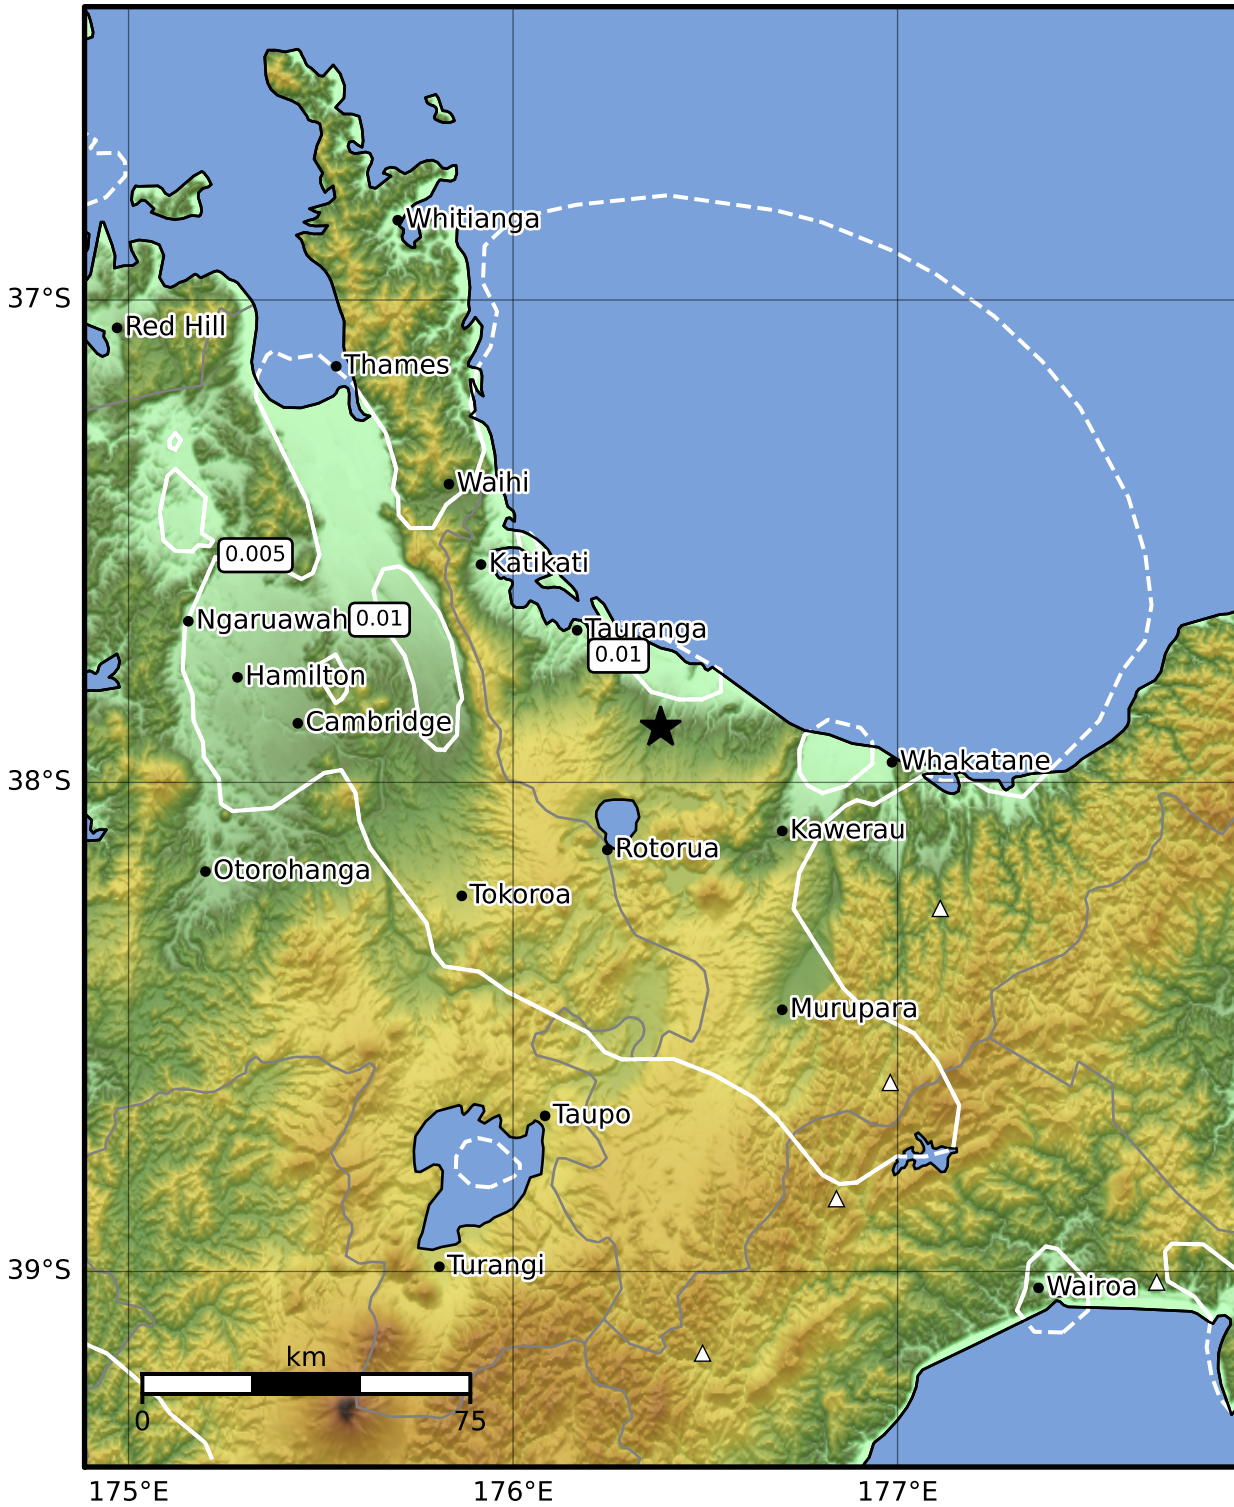 Whitianga
37°S
Red Hill
Thames
Waihi
0.005
Katikati
Ngaruawah
0.01
Tauranga
0.01
Hamilton
Cambridge
Whakatane
38°S
Kawerau
Rotorua
Otorohanga
Tokoroa
Murupara
Taupo
39°S
Turangi
Wairoa
km
0
75
175°E
176°E
177°E